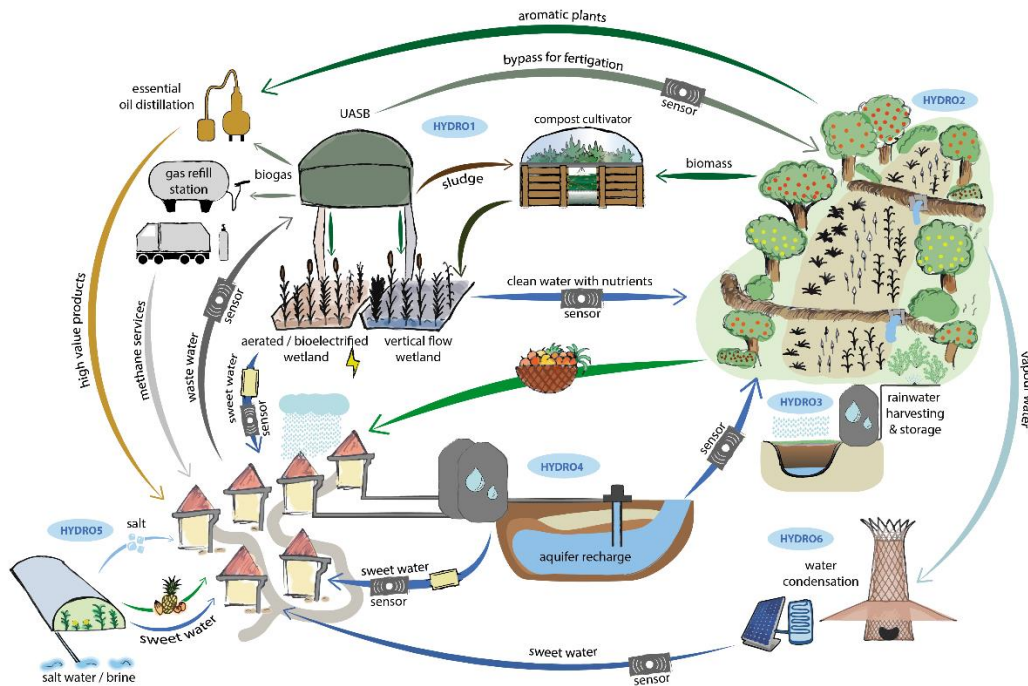 aromatic plants
bypass for fertigation
sensor
essential
oil distillation
UASB
HYDRO1
compost cultivator
HYDRO2
gas refill
station
biogas
sludge
biomass
high value products
methane services
waste water
sensor
clean water with nutrients
sensor
aerated / bioelectrified
wetland
vertical flow
wetland
sweet water
sensor
vapour water
HYDRO3
rainwater
harvesting
& storage
sensor
HYDRO4
aquifer recharge
HYDRO5
salt
sweet water
sensor
HYDRO6
water
condensation
sweet water
salt water / brine
sweet water
sensor